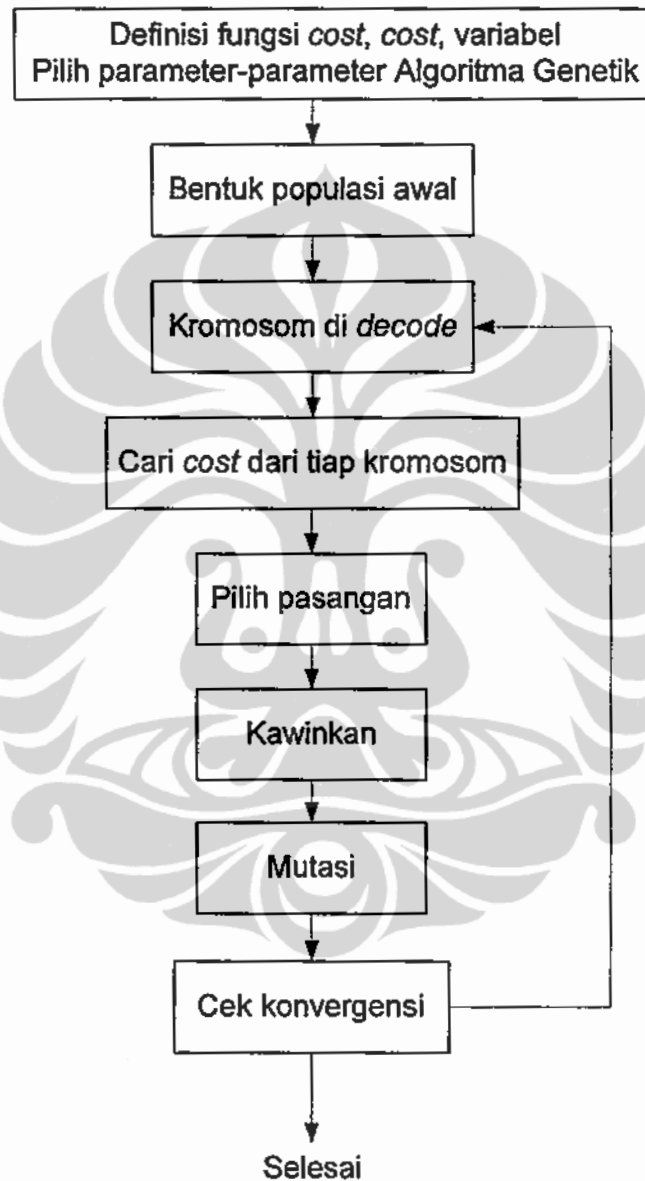 Definisi fungsi cost, cost, variabel
Pilih parameter-parameter Algoritma Genetik
Bentuk populasi awal
Kromosom di decode
Cari cost dari tiap kromosom
Pilih pasangan
Kawinkan
Mutasi
Cek konvergensi
Selesai